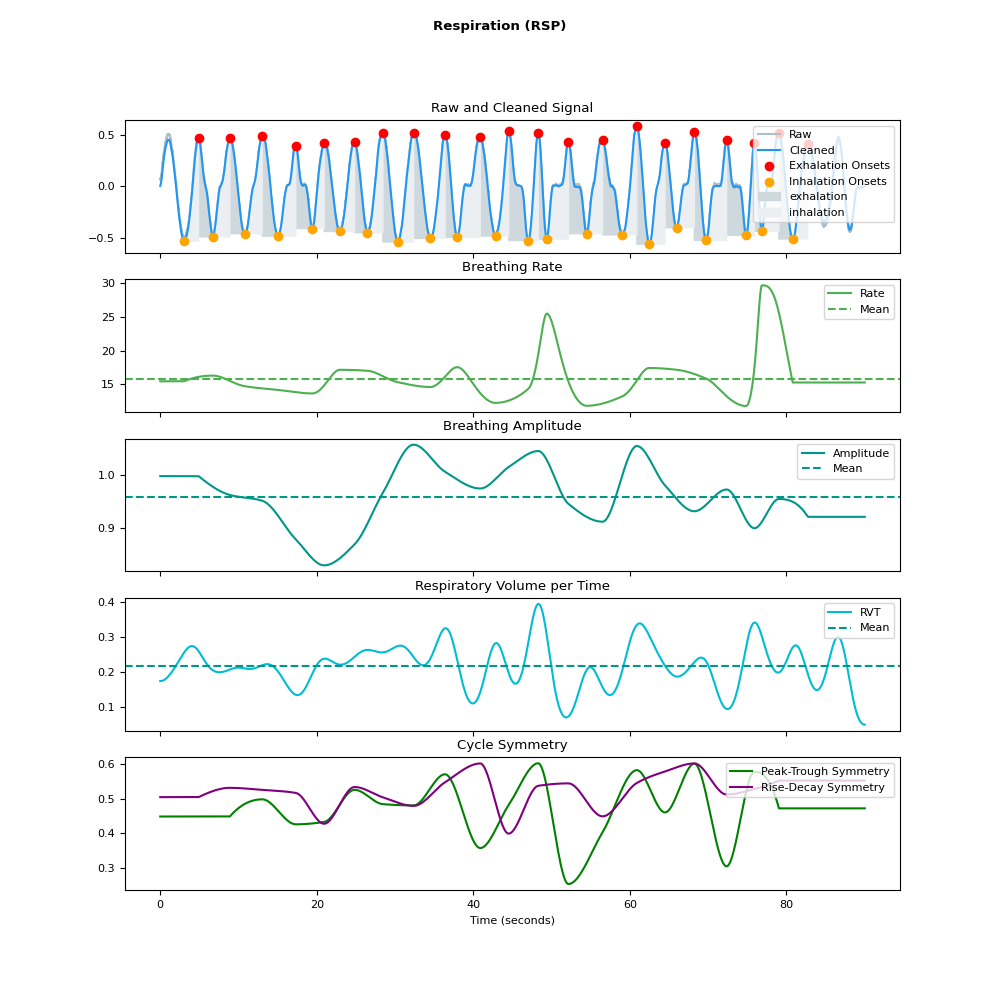 Respiration (RSP)
Raw and Cleaned Signal
0.5
0.0
−0.5
Raw
Cleaned
Exhalation Onsets
Inhalation Onsets
exhalation
inhalation
Breathing Rate
30
25
20
15
Rate
Mean
Breathing Amplitude
1.0
0.9
Amplitude
Mean
Respiratory Volume per Time
0.4
0.3
0.2
0.1
RVT
Mean
Cycle Symmetry
0.6
0.5
0.4
0.3
Peak-Trough Symmetry
Rise-Decay Symmetry
0 20 40 60 80
Time (seconds)